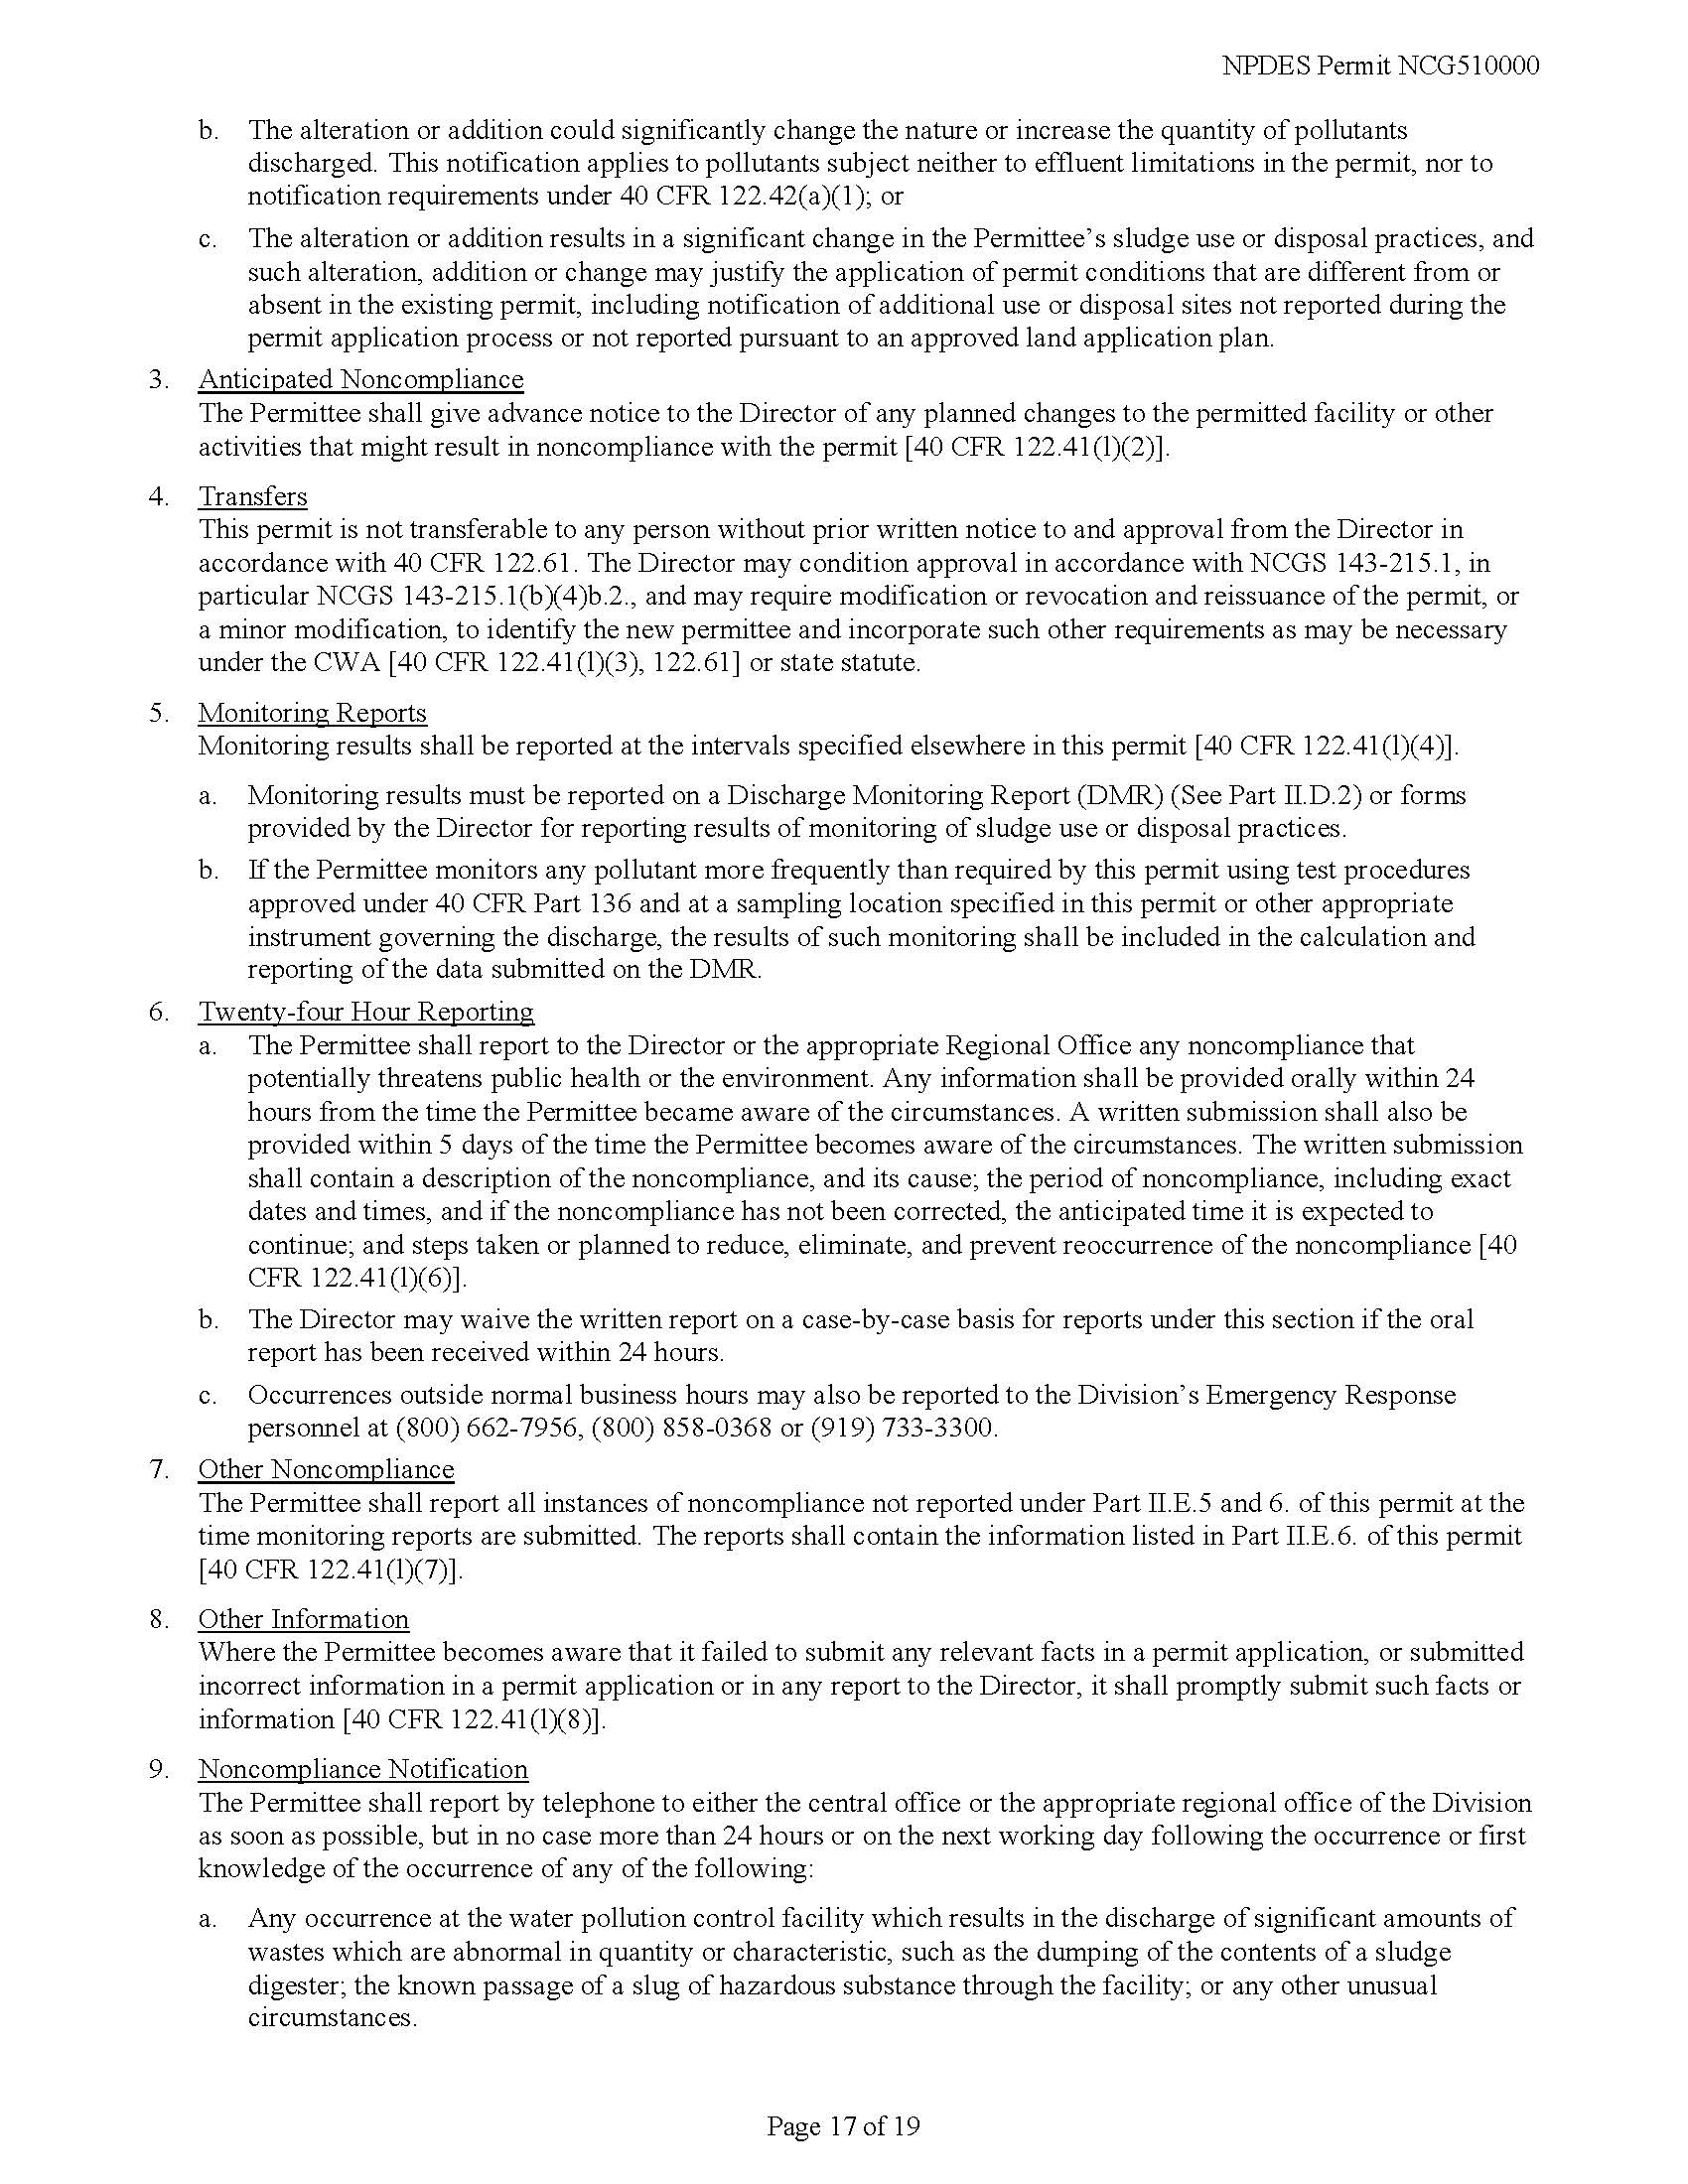 NPDES Permit NCG510000
b. The alteration or addition could significantly change the nature or increase the quantity of pollutants
discharged. This notification applies to pollutants subject neither to effluent limitations in the permit, nor to
notification requirements under 40 CFR 122.42(a)(1); or
c. The alteration or addition results in a significant change in the Permittee’s sludge use or disposal practices, and
such alteration, addition or change may justify the application of permit conditions that are different from or
absent in the existing permit, including notification of additional use or disposal sites not reported during the
permit application process or not reported pursuant to an approved land application plan.
3. Anticipated Noncompliance
The Permittee shall give advance notice to the Director of any planned changes to the permitted facility or other
activities that might result in noncompliance with the permit [40 CFR 122.41(l)(2)].
4. Transfers
This permit is not transferable to any person without prior written notice to and approval from the Director in
accordance with 40 CFR 122.61. The Director may condition approval in accordance with NCGS 143-215.1, in
particular NCGS 143-215.1(b)(4)b.2., and may require modification or revocation and reissuance of the permit, or
a minor modification, to identify the new permittee and incorporate such other requirements as may be necessary
under the CWA [40 CFR 122.41(l)(3), 122.61] or state statute.
5. Monitoring Reports
Monitoring results shall be reported at the intervals specified elsewhere in this permit [40 CFR 122.41(l)(4)].
a. Monitoring results must be reported on a Discharge Monitoring Report (DMR) (See Part II.D.2) or forms
provided by the Director for reporting results of monitoring of sludge use or disposal practices.
b. If the Permittee monitors any pollutant more frequently than required by this permit using test procedures
approved under 40 CFR Part 136 and at a sampling location specified in this permit or other appropriate
instrument governing the discharge, the results of such monitoring shall be included in the calculation and
reporting of the data submitted on the DMR.
6. Twenty-four Hour Reporting
a. The Permittee shall report to the Director or the appropriate Regional Office any noncompliance that
potentially threatens public health or the environment. Any information shall be provided orally within 24
hours from the time the Permittee became aware of the circumstances. A written submission shall also be
provided within 5 days of the time the Permittee becomes aware of the circumstances. The written submission
shall contain a description of the noncompliance, and its cause; the period of noncompliance, including exact
dates and times, and if the noncompliance has not been corrected, the anticipated time it is expected to
continue; and steps taken or planned to reduce, eliminate, and prevent reoccurrence of the noncompliance [40
CFR 122.41(l)(6)].
b. The Director may waive the written report on a case-by-case basis for reports under this section if the oral
report has been received within 24 hours.
c. Occurrences outside normal business hours may also be reported to the Division’s Emergency Response
personnel at (800) 662-7956, (800) 858-0368 or (919) 733-3300.
7. Other Noncompliance
The Permittee shall report all instances of noncompliance not reported under Part II.E.5 and 6. of this permit at the
time monitoring reports are submitted. The reports shall contain the information listed in Part II.E.6. of this permit
[40 CFR 122.41(l)(7)].
8. Other Information
Where the Permittee becomes aware that it failed to submit any relevant facts in a permit application, or submitted
incorrect information in a permit application or in any report to the Director, it shall promptly submit such facts or
information [40 CFR 122.41(l)(8)].
9. Noncompliance Notification
The Permittee shall report by telephone to either the central office or the appropriate regional office of the Division
as soon as possible, but in no case more than 24 hours or on the next working day following the occurrence or first
knowledge of the occurrence of any of the following:
a. Any occurrence at the water pollution control facility which results in the discharge of significant amounts of
wastes which are abnormal in quantity or characteristic, such as the dumping of the contents of a sludge
digester; the known passage of a slug of hazardous substance through the facility; or any other unusual
circumstances.
Page 17 of 19